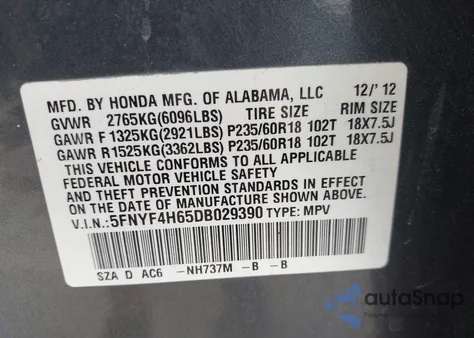 MFD. BY HONDA MFG. OF ALABAMA, LLC 12/' 12
GVWR 2765KG(6096LBS) TIRE SIZE RIM SIZE
GAWR F 1325KG(2921LBS) P235/60R18 102T 18X7.5J
GAWR R1525KG(3362LBS) P235/60R18 102T 18X7.5J
THIS VEHICLE CONFORMS TO ALL APPLICABLE
FEDERAL MOTOR VEHICLE SAFETY
AND THEFT PREVENTION STANDARDS IN EFFECT
ON THE DATE OF MANUFACTURE SHOWN ABOVE.
V.I.N.:5FNYF4H65DB029390 TYPE: MPV
SZA D AC6 -NH737M -B -B
autoSnap